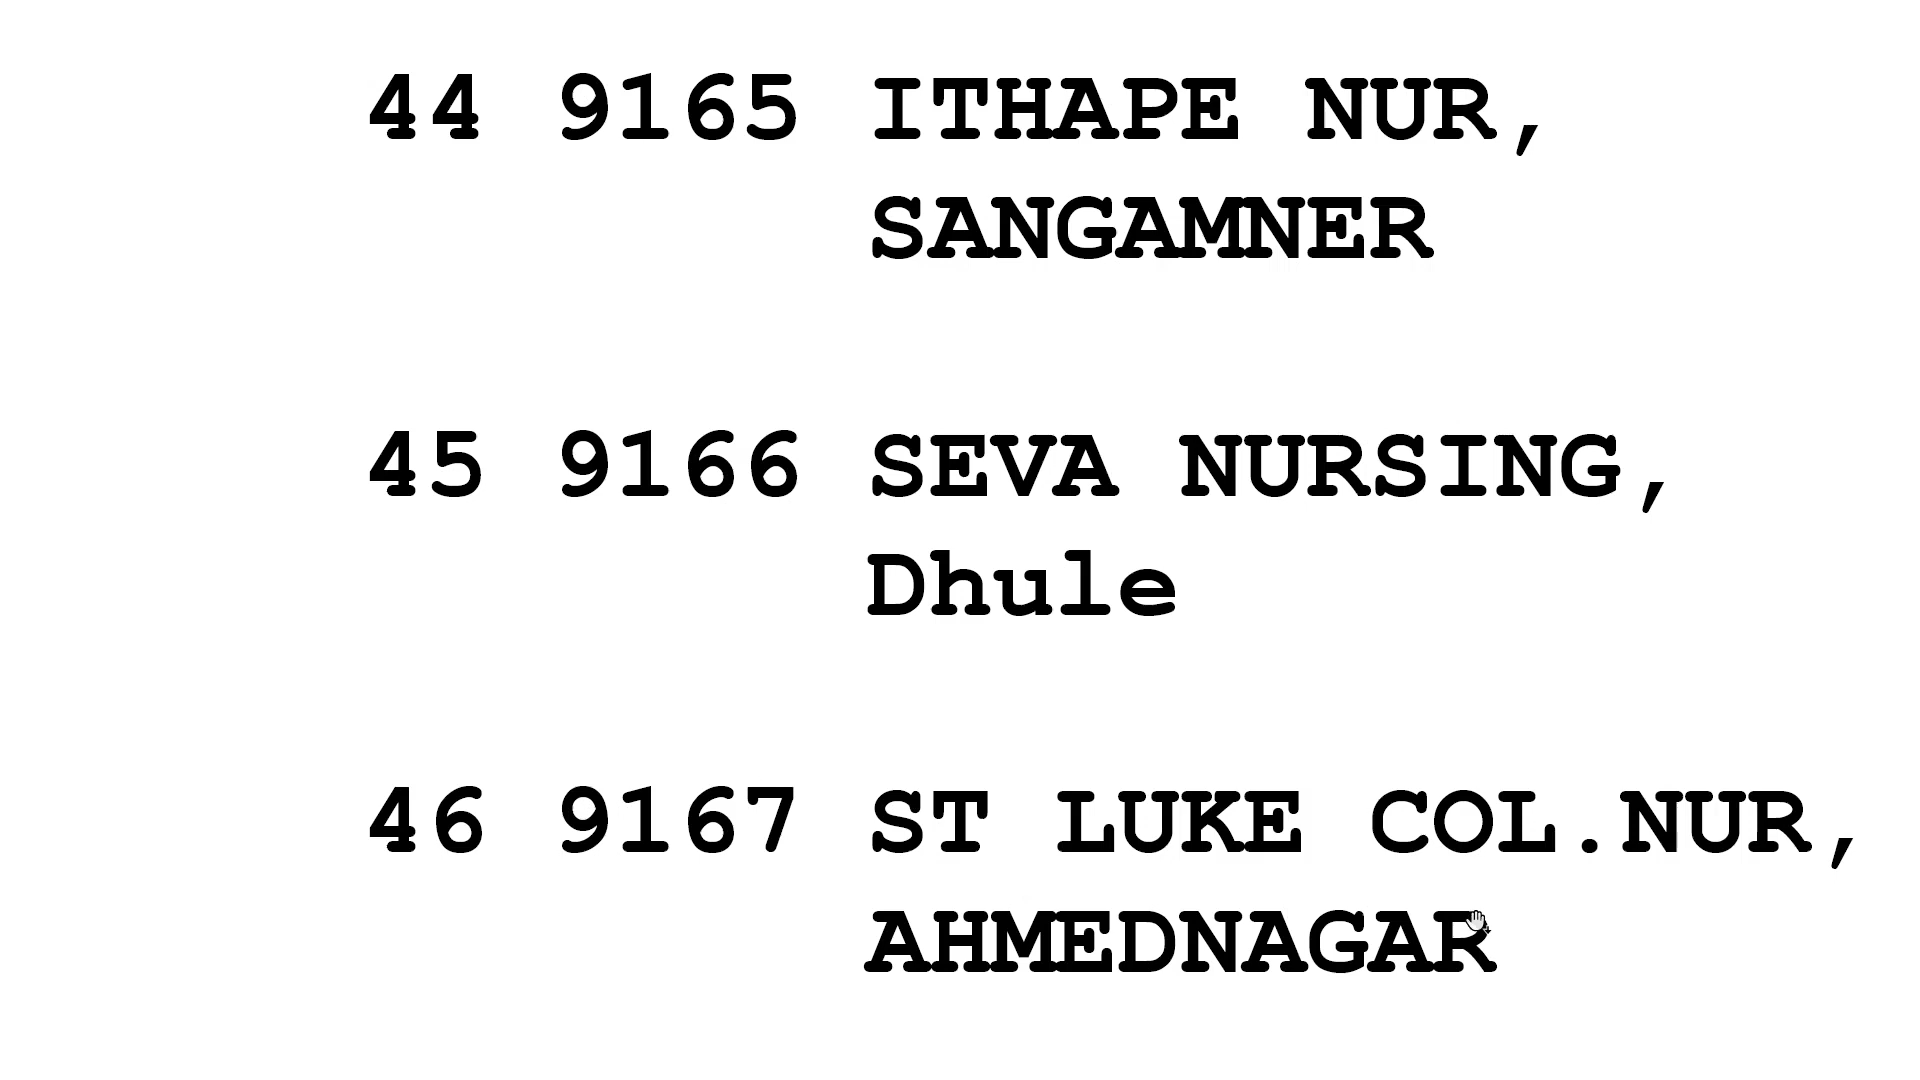 44 9165 ITHAPE NUR,
SANGAMNER
45 9166 SEVA NURSING,
Dhule
46 9167 ST LUKE COL.NUR,
AHMEDNAGAR